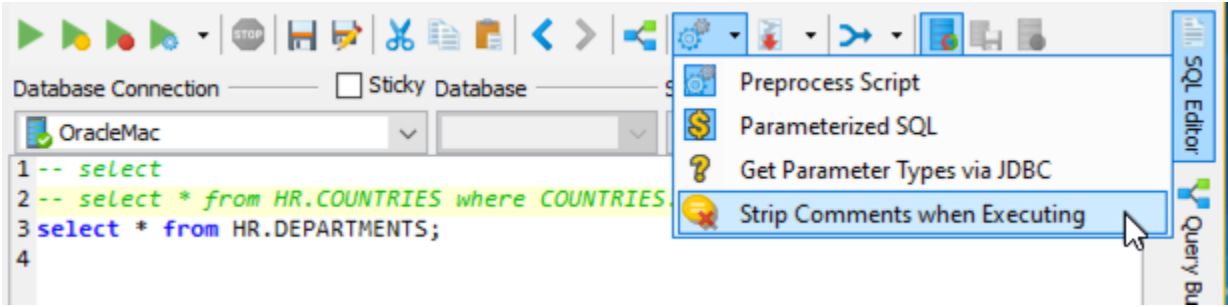 STOP
Database Connection
Sticky
Database
OracleMac
Preprocess Script
Parameterized SQL
Get Parameter Types via JDBC
Strip Comments when Executing
1 -- select
2 -- select * from HR.COUNTRIES where COUNTRIES.
3 select * from HR.DEPARTMENTS;
4
SQL Editor
Query Bu